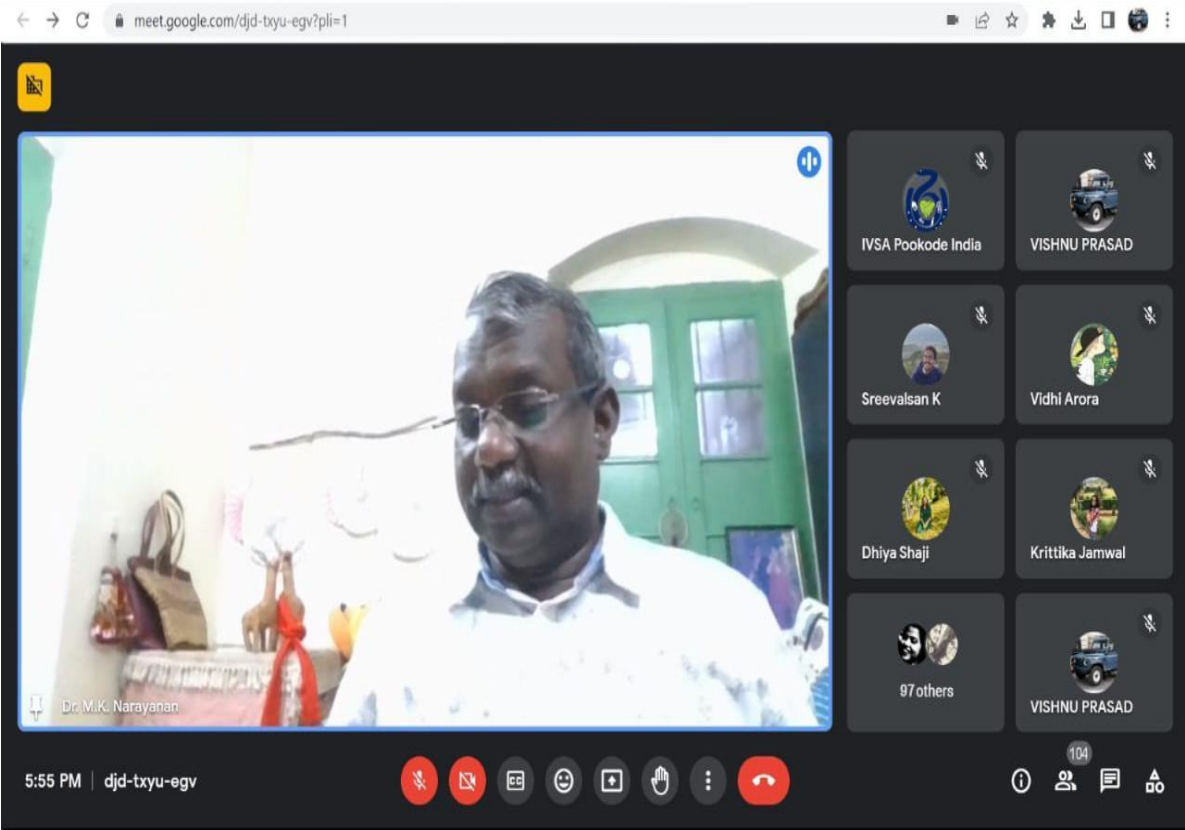 meet.google.com/djd-txyu-egv?pli=1
IVSA Pookode India
VISHNU PRASAD
Sreevalsan K
Vidhi Arora
Dhiya Shaji
Krittika Jamwal
97 others
VISHNU PRASAD
Dr. M.K. Narayanan
104
5:55 PM | djd-txyu-egv
CC